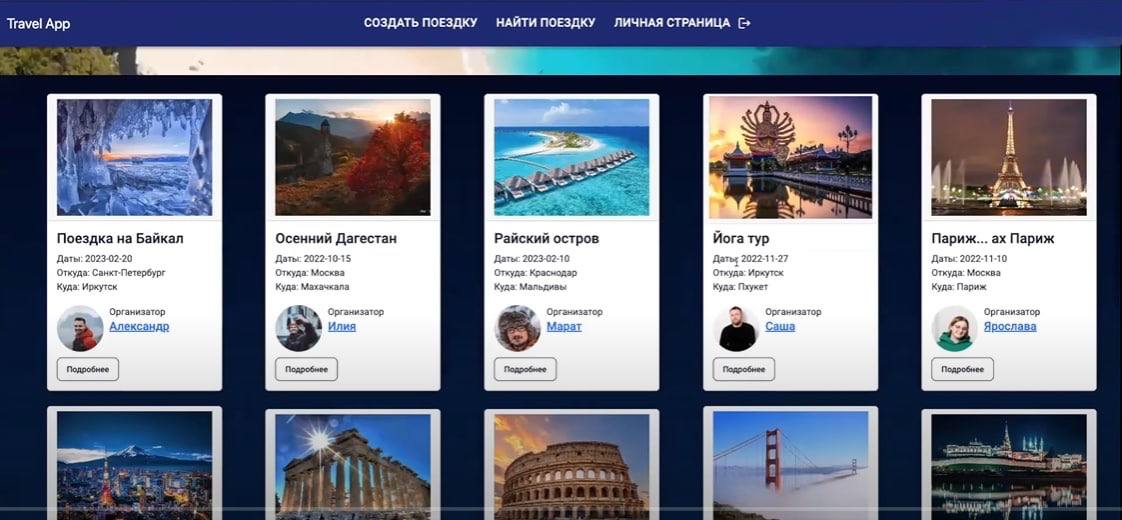 Travel App
СОЗДАТЬ ПОЕЗДКУ
НАЙТИ ПОЕЗДКУ
ЛИЧНАЯ СТРАНИЦА
Поездка на Байкал
Даты: 2023-02-20
Откуда: Санкт-Петербург
Куда: Иркутск
Организатор
Александр
Подробнее
Осенний Дагестан
Даты: 2022-10-15
Откуда: Москва
Куда: Махачкала
Организатор
Илия
Подробнее
Райский остров
Даты: 2023-02-10
Откуда: Краснодар
Куда: Мальдивы
Организатор
Марат
Подробнее
Йога тур
Даты: 2022-11-27
Откуда: Иркутск
Куда: Пхукет
Организатор
Саша
Подробнее
Париж... ах Париж
Даты: 2022-11-10
Откуда: Москва
Куда: Париж
Организатор
Ярослава
Подробнее